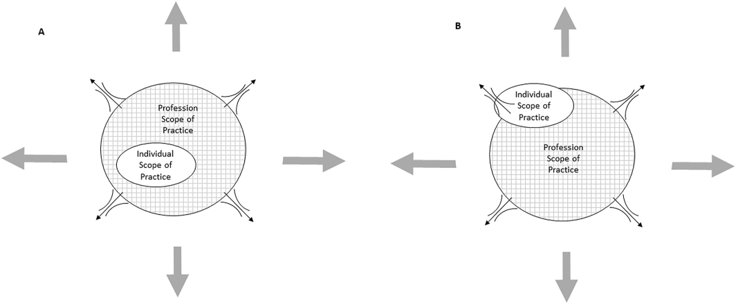 A
Profession
Scope of
Practice
Individual
Scope of
Practice
B
Individual
Scope of
Practice
Profession
Scope of
Practice